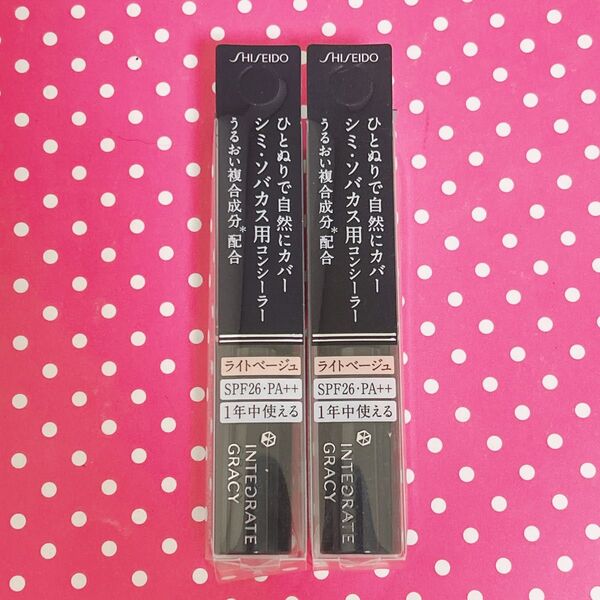 SHISEIDO
ひとぬりで自然にカバー
シミ・ソバカス用コンシーラー
うるおい複合成分*配合
ライトベージュ
SPF26・PA++
1年中使える
INTEGRATE
GRACY
SHISEIDO
ひとぬりで自然にカバー
シミ・ソバカス用コンシーラー
うるおい複合成分*配合
ライトベージュ
SPF26・PA++
1年中使える
INTEGRATE
GRACY